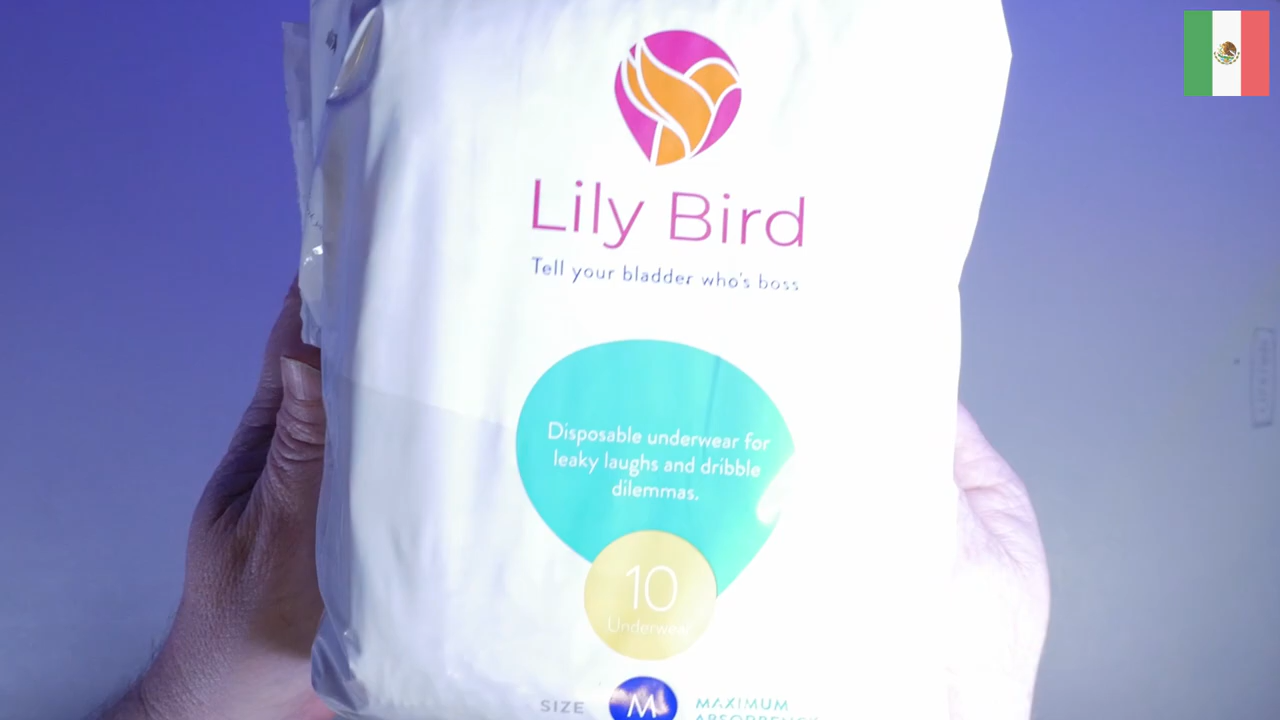 Lily Bird
Tell your bladder who's boss
Disposable underwear for
leaky laughs and dribble
dilemmas.
10
Underwear
SIZE M MAXIMUM
ABSORBENCY